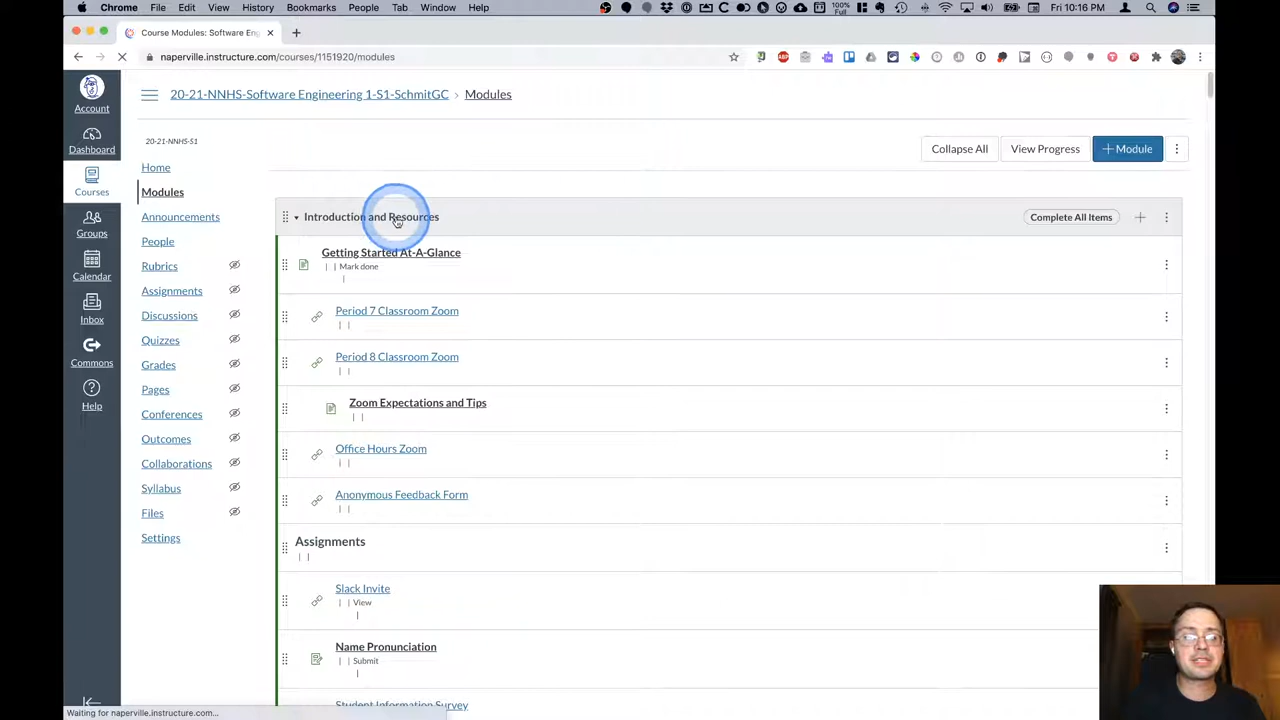 Chrome File Edit View History Bookmarks People Tab Window Help 100% Full Fri 10:16 PM
Course Modules: Software Eng
naperville.instructure.com/courses/1151920/modules
20-21-NNHS-Software Engineering 1-S1-SchmitGC > Modules
Account
Dashboard
Courses
Groups
Calendar
Inbox
Commons
Help
20-21-NNHS-S1
Home
Modules
Announcements
People
Rubrics
Assignments
Discussions
Quizzes
Grades
Pages
Conferences
Outcomes
Collaborations
Syllabus
Files
Settings
Collapse All View Progress + Module
Introduction and Resources Complete All Items
Getting Started At-A-Glance
| | Mark done
|
Period 7 Classroom Zoom
| |
Period 8 Classroom Zoom
| |
Zoom Expectations and Tips
| |
Office Hours Zoom
| |
Anonymous Feedback Form
| |
Assignments
| |
Slack Invite
| | View
|
Name Pronunciation
| | Submit
|
Student Information Survey
Waiting for naperville.instructure.com...